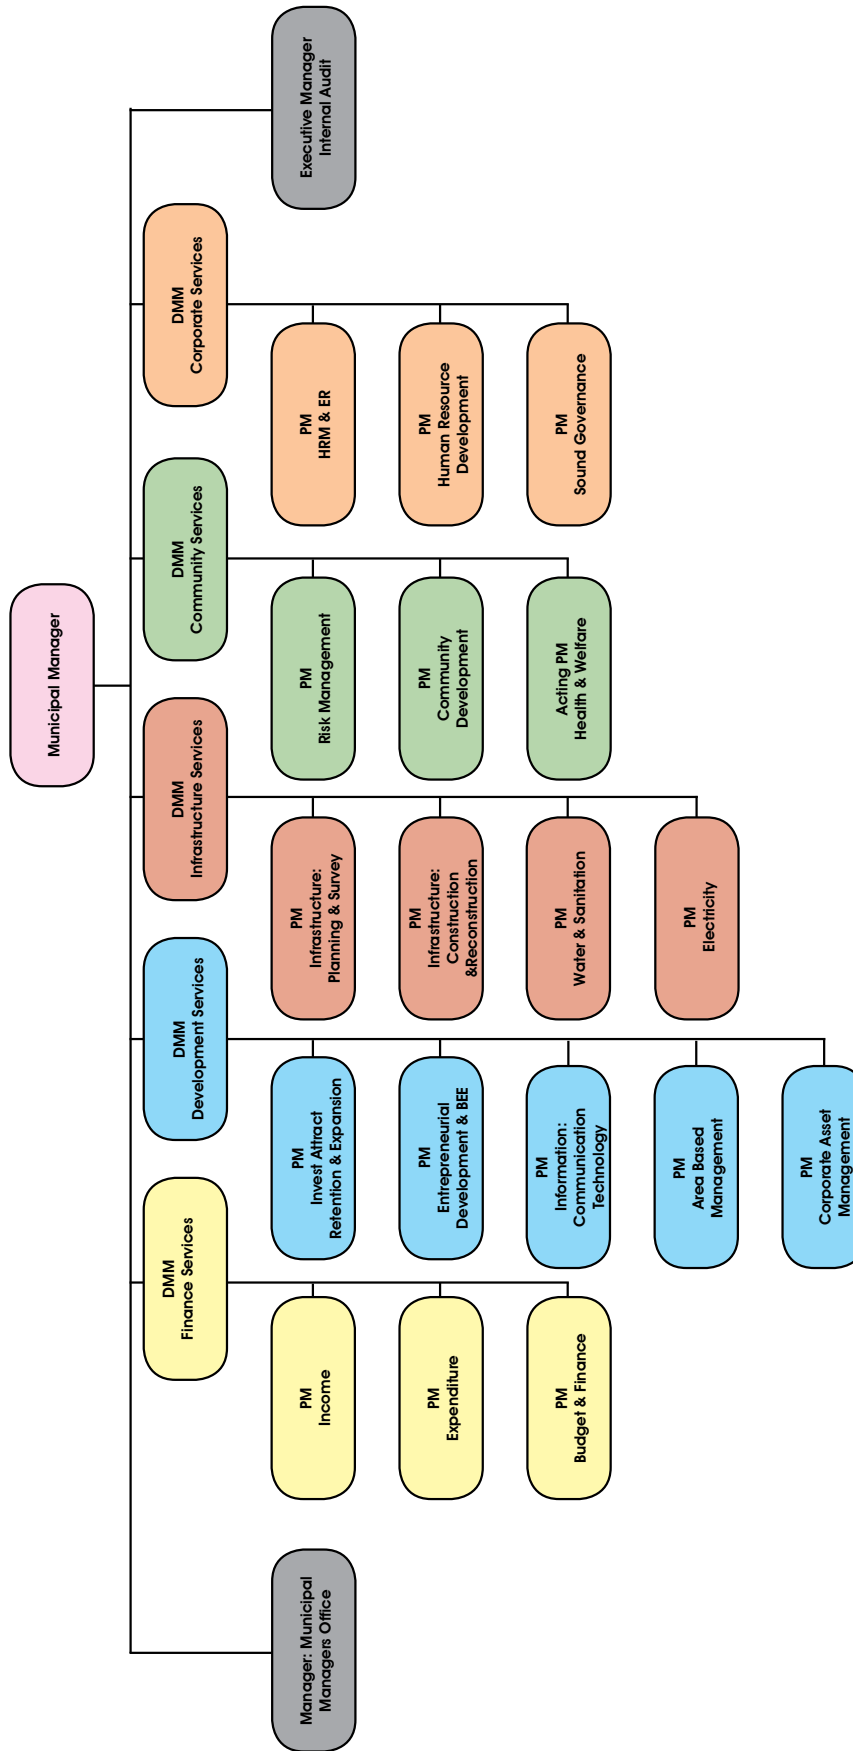 Municipal Manager
Manager: Municipal
Managers Office
DMM
Finance Services
PM
Income
PM
Expenditure
PM
Budget & Finance
DMM
Development Services
PM
Invest Attract
Retention & Expansion
PM
Entrepreneurial
Development & BEE
PM
Information:
Communication
Technology
PM
Area Based
Management
PM
Corporate Asset
Management
DMM
Infrastructure Services
PM
Infrastructure:
Planning & Survey
PM
Infrastructure:
Construction
&Reconstruction
PM
Water & Sanitation
PM
Electricity
DMM
Community Services
PM
Risk Management
PM
Community
Development
Acting PM
Health & Welfare
DMM
Corporate Services
PM
HRM & ER
PM
Human Resource
Development
PM
Sound Governance
Executive Manager
Internal Audit